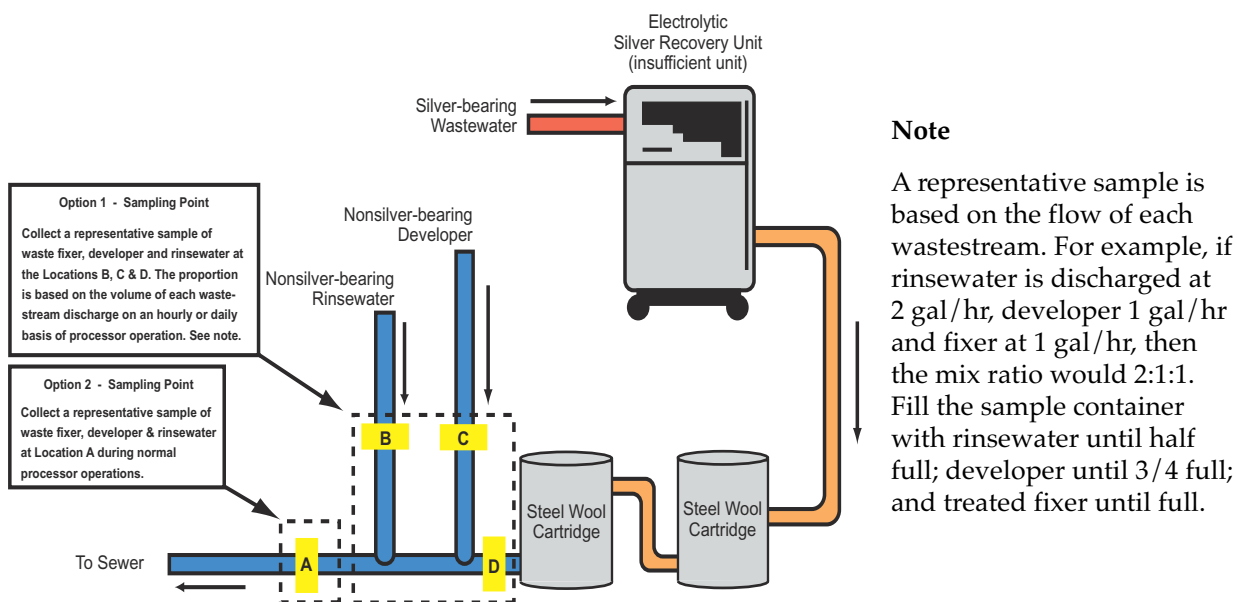 Electrolytic
Silver Recovery Unit
(insufficient unit)
Silver-bearing
Wastewater
Option 1 - Sampling Point
Collect a representative sample of
waste fixer, developer and rinsewater at
the Locations B, C & D. The proportion
is based on the volume of each waste-
stream discharge on an hourly or daily
basis of processor operation. See note.
Nonsilver-bearing
Developer
Nonsilver-bearing
Rinsewater
Option 2 - Sampling Point
Collect a representative sample of
waste fixer, developer & rinsewater
at Location A during normal
processor operations.
B
C
Steel Wool
Cartridge
Steel Wool
Cartridge
To Sewer
A
D
Note
A representative sample is
based on the flow of each
wastestream. For example, if
rinsewater is discharged at
2 gal/hr, developer 1 gal/hr
and fixer at 1 gal/hr, then
the mix ratio would 2:1:1.
Fill the sample container
with rinsewater until half
full; developer until 3/4 full;
and treated fixer until full.